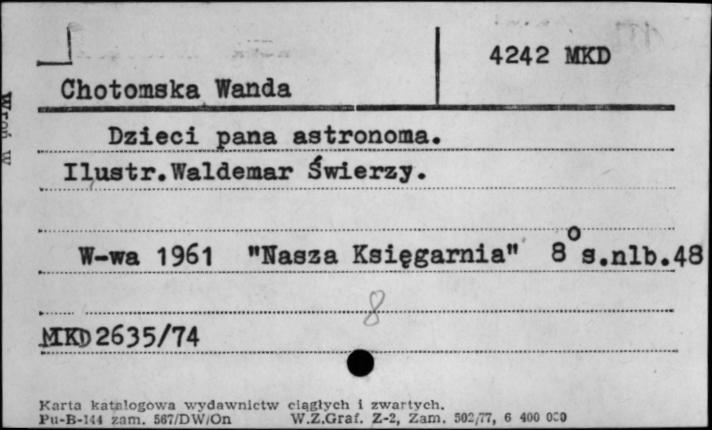 4242 MKD
Chotomska Wanda
Dzieci pana astronoma.
Ilustr.Waldemar Świerzy.
W-wa 1961 "Nasza Księgarnia" 8° s.nlb.48
8
MKD 2635/74
Karta katalogowa wydawnictw ciągłych i zwartych.
Pu-B-144 zam. 567/DW/On W.Z.Graf. Z-2, Zam. 502/77, 6 400 000